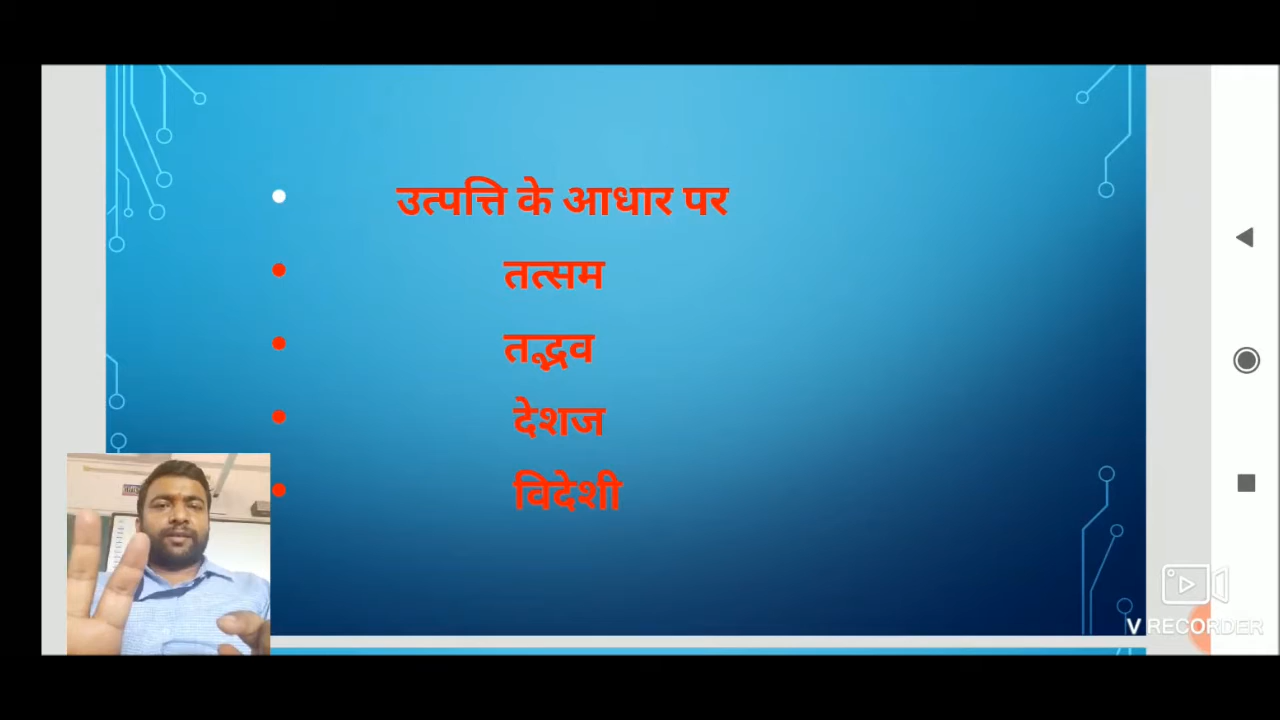 उत्पत्ति के आधार पर
तत्सम
तद्भव
देशज
विदेशी
V RECORDER